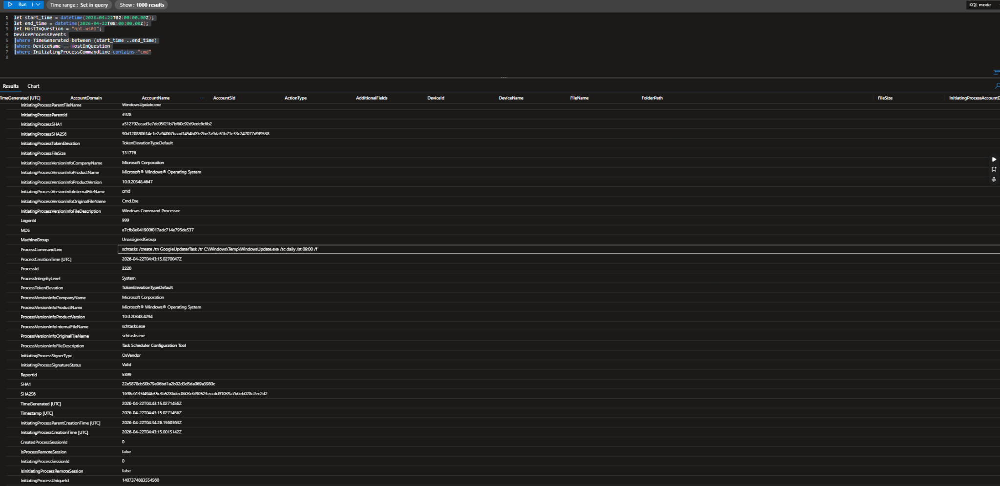 Run
Time range : Set in query
Show : 1000 results
KQL mode
1 let start_time = datetime(2026-04-22T02:00:00.00Z);
2 let end_time = datetime(2026-04-22T08:00:00.00Z);
3 let HostInQuestion = "npt-ws01";
4 DeviceProcessEvents
5 |where TimeGenerated between (start_time ..end_time)
6 |where DeviceName == HostInQuestion
7 |where InitiatingProcessCommandLine contains "cmd"
8
...
Results Chart
TimeGenerated [UTC] AccountDomain AccountName ... AccountSid ActionType AdditionalFields DeviceId DeviceName FileName FolderPath FileSize InitiatingProcessAccountD
InitiatingProcessParentFileName WindowsUpdate.exe
InitiatingProcessParentId 3928
InitiatingProcessSHA1 a512792ecad3e7dc05f21b7bf60c92d9edc6c6b2
InitiatingProcessSHA256 90d120880614e1e2a94067baad1454b09e2be7a9da51b71e33c247077d9f9538
InitiatingProcessTokenElevation TokenElevationTypeDefault
InitiatingProcessFileSize 331776
InitiatingProcessVersionInfoCompanyName Microsoft Corporation
InitiatingProcessVersionInfoProductName Microsoft® Windows® Operating System
InitiatingProcessVersionInfoProductVersion 10.0.20348.4647
InitiatingProcessVersionInfoInternalFileName cmd
InitiatingProcessVersionInfoOriginalFileName Cmd.Exe
InitiatingProcessVersionInfoFileDescription Windows Command Processor
LogonId 999
MD5 e7cfb8e041900f017adc714e795de537
MachineGroup UnassignedGroup
ProcessCommandLine schtasks /create /tn GoogleUpdaterTask /tr C:\Windows\Temp\WindowsUpdate.exe /sc daily /st 09:00 /f
ProcessCreationTime [UTC] 2026-04-22T04:43:15.0270047Z
ProcessId 2220
ProcessIntegrityLevel System
ProcessTokenElevation TokenElevationTypeDefault
ProcessVersionInfoCompanyName Microsoft Corporation
ProcessVersionInfoProductName Microsoft® Windows® Operating System
ProcessVersionInfoProductVersion 10.0.20348.4294
ProcessVersionInfoInternalFileName schtasks.exe
ProcessVersionInfoOriginalFileName schtasks.exe
ProcessVersionInfoFileDescription Task Scheduler Configuration Tool
InitiatingProcessSignerType OsVendor
InitiatingProcessSignatureStatus Valid
ReportId 5899
SHA1 22e5878cb50b79e06bd1a2b02d3d5da069a3980c
SHA256 1698c6135f494b35c3b5286dec0603e6f90523eccdd91039a7b6eb028e2ee2d2
TimeGenerated [UTC] 2026-04-22T04:43:15.0271456Z
Timestamp [UTC] 2026-04-22T04:43:15.0271456Z
InitiatingProcessParentCreationTime [UTC] 2026-04-22T04:34:26.1560363Z
InitiatingProcessCreationTime [UTC] 2026-04-22T04:43:15.0015142Z
CreatedProcessSessionId 0
IsProcessRemoteSession false
InitiatingProcessSessionId 0
IsInitiatingProcessRemoteSession false
InitiatingProcessUniqueId 1407374883554560